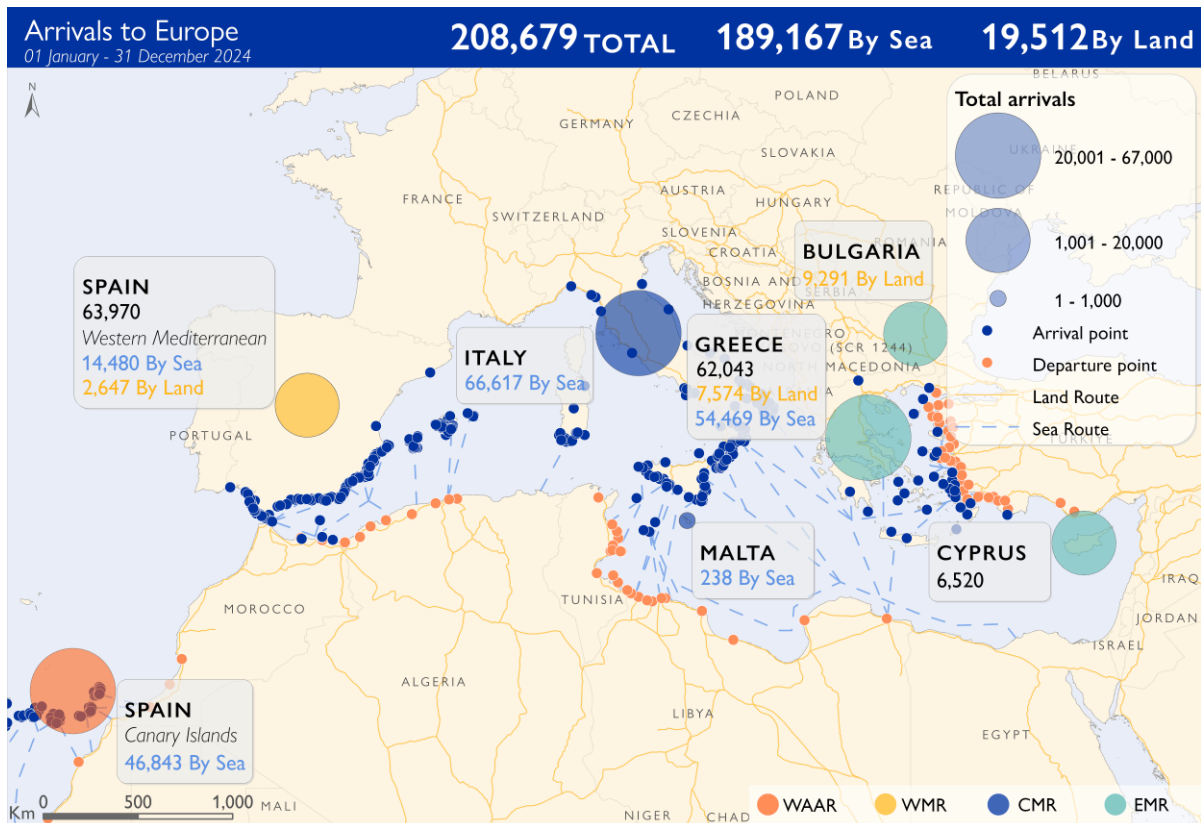 Arrivals to Europe
01 January - 31 December 2024
208,679 TOTAL
189,167 By Sea
19,512 By Land
N
BELARUS
POLAND
GERMANY
CZECHIA
UKRAINE
SLOVAKIA
FRANCE
AUSTRIA
REPUBLIC OF
MOLDOVA
SWITZERLAND
HUNGARY
SLOVENIA
CROATIA
ROMANIA
BOSNIA AND
HERZEGOVINA
SERBIA
MONTENEGRO
KOSOVO (SCR 1244)
NORTH MACEDONIA
Total arrivals
20,001 - 67,000
1,001 - 20,000
1 - 1,000
Arrival point
Departure point
Land Route
Sea Route
TÜRKIYE
BULGARIA
9,291 By Land
SPAIN
63,970
Western Mediterranean
14,480 By Sea
2,647 By Land
ITALY
66,617 By Sea
GREECE
62,043
7,574 By Land
54,469 By Sea
PORTUGAL
MALTA
238 By Sea
CYPRUS
6,520
IRAQ
JORDAN
ISRAEL
MOROCCO
TUNISIA
ALGERIA
LIBYA
EGYPT
SPAIN
Canary Islands
46,843 By Sea
Km
0 500 1,000
MALI
NIGER
CHAD
WAAR
WMR
CMR
EMR